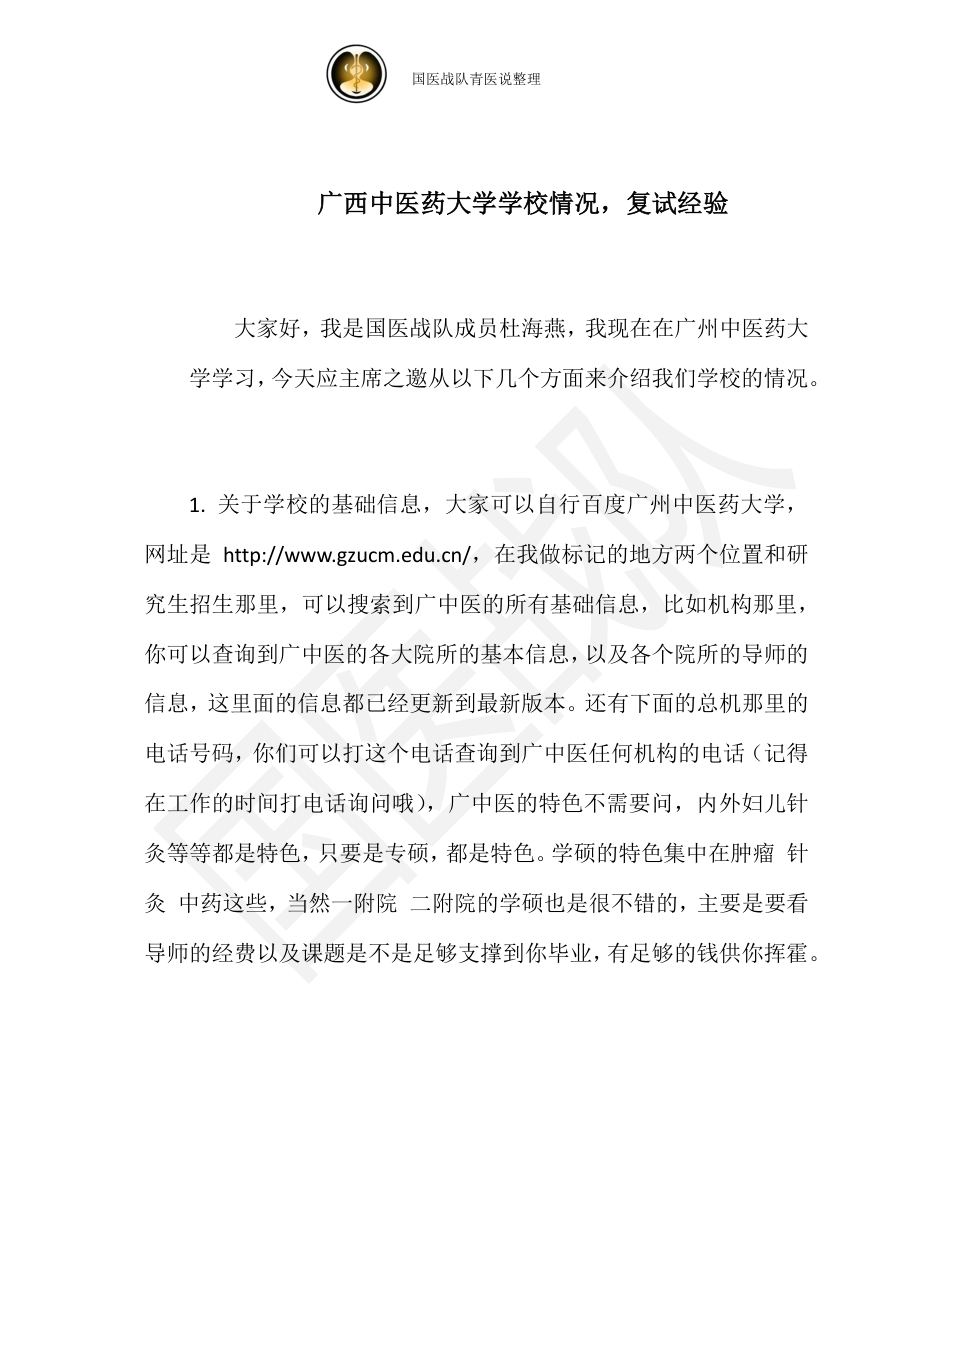 国医战队青医说整理
广西中医药大学学校情况，复试经验
大家好，我是国医战队成员杜海燕，我现在在广州中医药大
学学习，今天应主席之邀从以下几个方面来介绍我们学校的情况。
1. 关于学校的基础信息，大家可以自行百度广州中医药大学，
网址是 http://www.gzucm.edu.cn/，在我做标记的地方两个位置和研
究生招生那里，可以搜索到广中医的所有基础信息，比如机构那里，
你可以查询到广中医的各大院所的基本信息，以及各个院所的导师的
信息，这里面的信息都已经更新到最新版本。还有下面的总机那里的
电话号码，你们可以打这个电话查询到广中医任何机构的电话（记得
在工作的时间打电话询问哦），广中医的特色不需要问，内外妇儿针
灸等等都是特色，只要是专硕，都是特色。学硕的特色集中在肿瘤 针
灸 中药这些，当然一附院 二附院的学硕也是很不错的，主要是要看
导师的经费以及课题是不是足够支撑到你毕业，有足够的钱供你挥霍。
国医战队